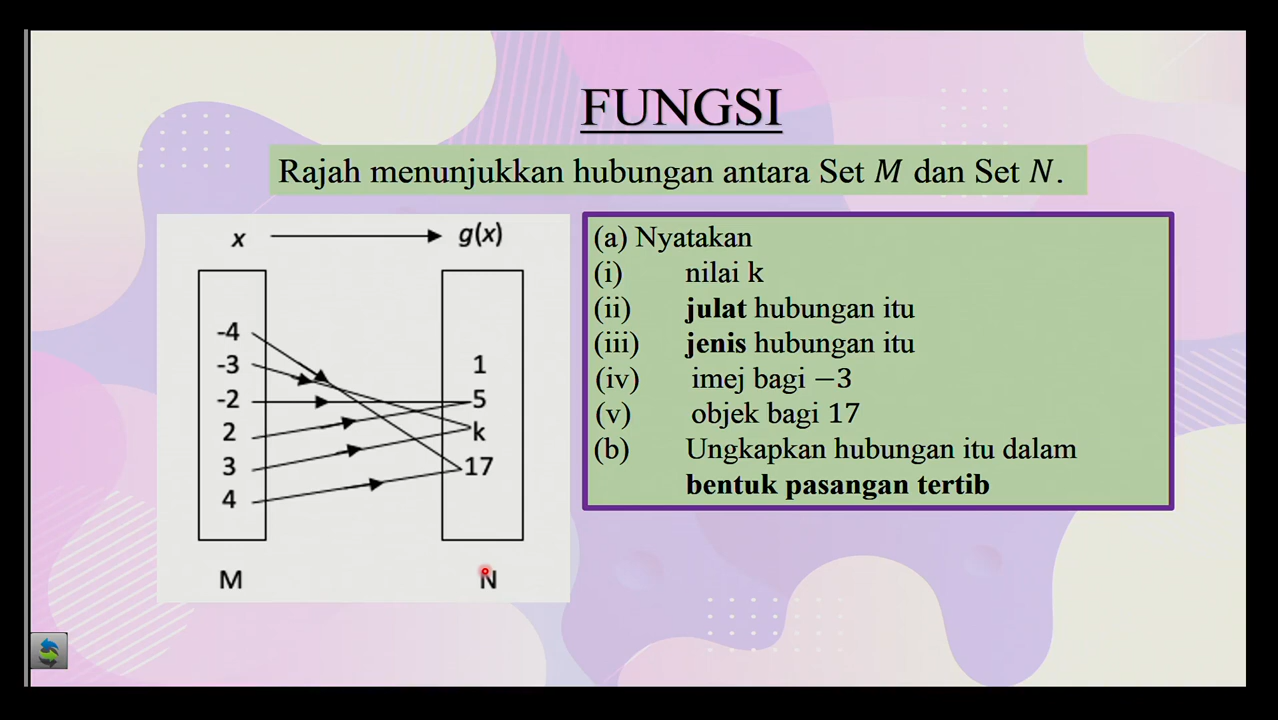 FUNGSI
Rajah menunjukkan hubungan antara Set M dan Set N.
x g(x)
-4
-3
-2
2
3
4
M
1
5
k
17
N
(a) Nyatakan
(i) nilai k
(ii) julat hubungan itu
(iii) jenis hubungan itu
(iv) imej bagi −3
(v) objek bagi 17
(b) Ungkapkan hubungan itu dalam
bentuk pasangan tertib